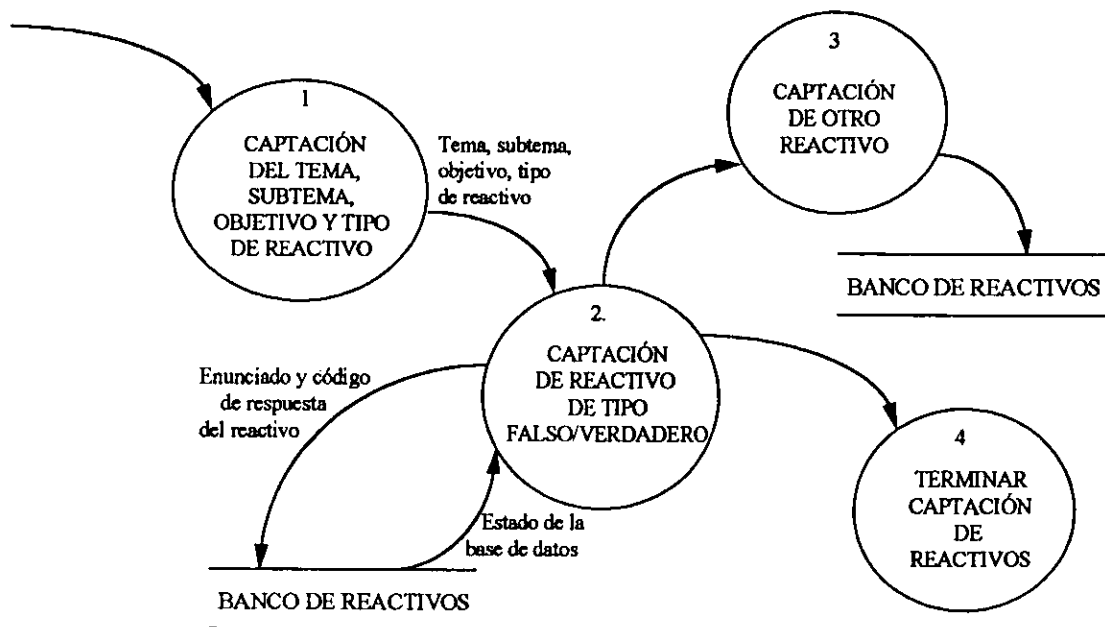 1
CAPTACIÓN
DEL TEMA,
SUBTEMA,
OBJETIVO Y TIPO
DE REACTIVO
Tema, subtema,
objetivo, tipo
de reactivo
3
CAPTACIÓN
DE OTRO
REACTIVO
BANCO DE REACTIVOS
2.
CAPTACIÓN
DE REACTIVO
DE TIPO
FALSO/VERDADERO
Enunciado y código
de respuesta
del reactivo
Estado de la
base de datos
BANCO DE REACTIVOS
4
TERMINAR
CAPTACIÓN
DE
REACTIVOS